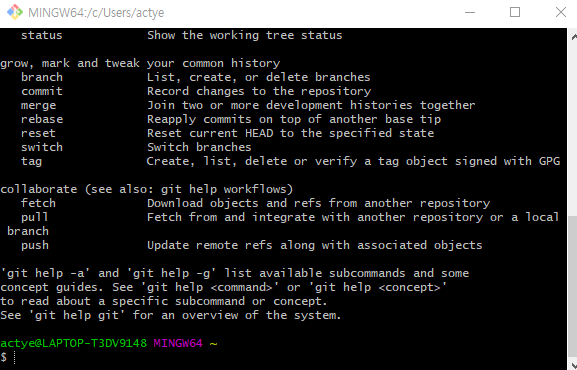 MINGW64:/c/Users/actye
status Show the working tree status
grow, mark and tweak your common history
branch List, create, or delete branches
commit Record changes to the repository
merge Join two or more development histories together
rebase Reapply commits on top of another base tip
reset Reset current HEAD to the specified state
switch Switch branches
tag Create, list, delete or verify a tag object signed with GPG
collaborate (see also: git help workflows)
fetch Download objects and refs from another repository
pull Fetch from and integrate with another repository or a local
branch
push Update remote refs along with associated objects
'git help -a' and 'git help -g' list available subcommands and some
concept guides. See 'git help <command>' or 'git help <concept>'
to read about a specific subcommand or concept.
See 'git help git' for an overview of the system.
actye@LAPTOP-T3DV9148 MINGW64 ~
$